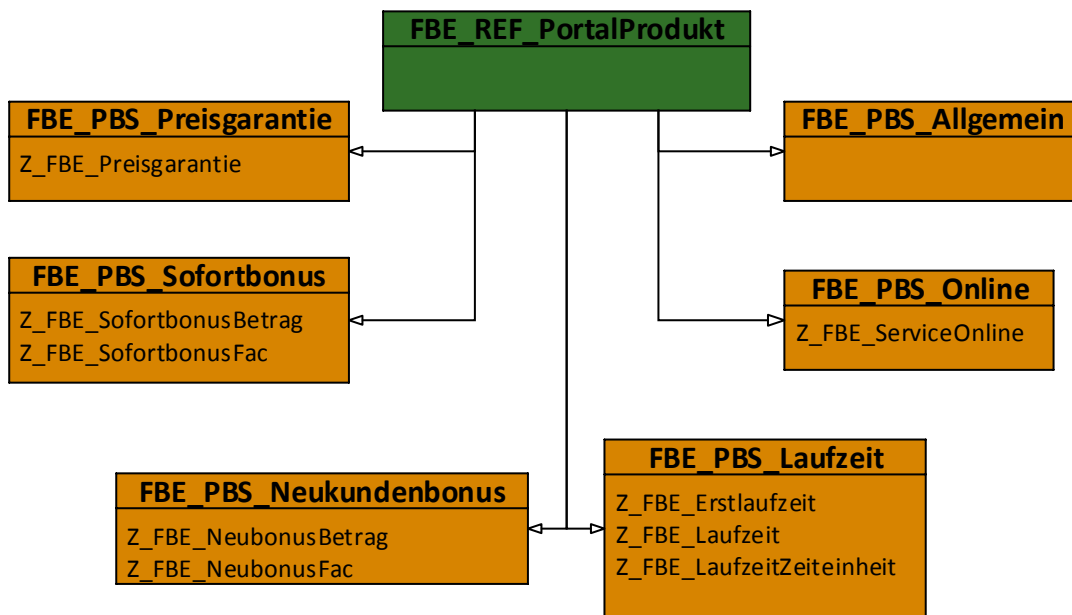 FBE_REF_PortalProdukt
FBE_PBS_Preisgarantie
Z_FBE_Preisgarantie
FBE_PBS_Allgemein
FBE_PBS_Sofortbonus
Z_FBE_SofortbonusBetrag
Z_FBE_SofortbonusFac
FBE_PBS_Online
Z_FBE_ServiceOnline
FBE_PBS_Neukundenbonus
Z_FBE_NeubonusBetrag
Z_FBE_NeubonusFac
FBE_PBS_Laufzeit
Z_FBE_Erstlaufzeit
Z_FBE_Laufzeit
Z_FBE_LaufzeitZeiteinheit